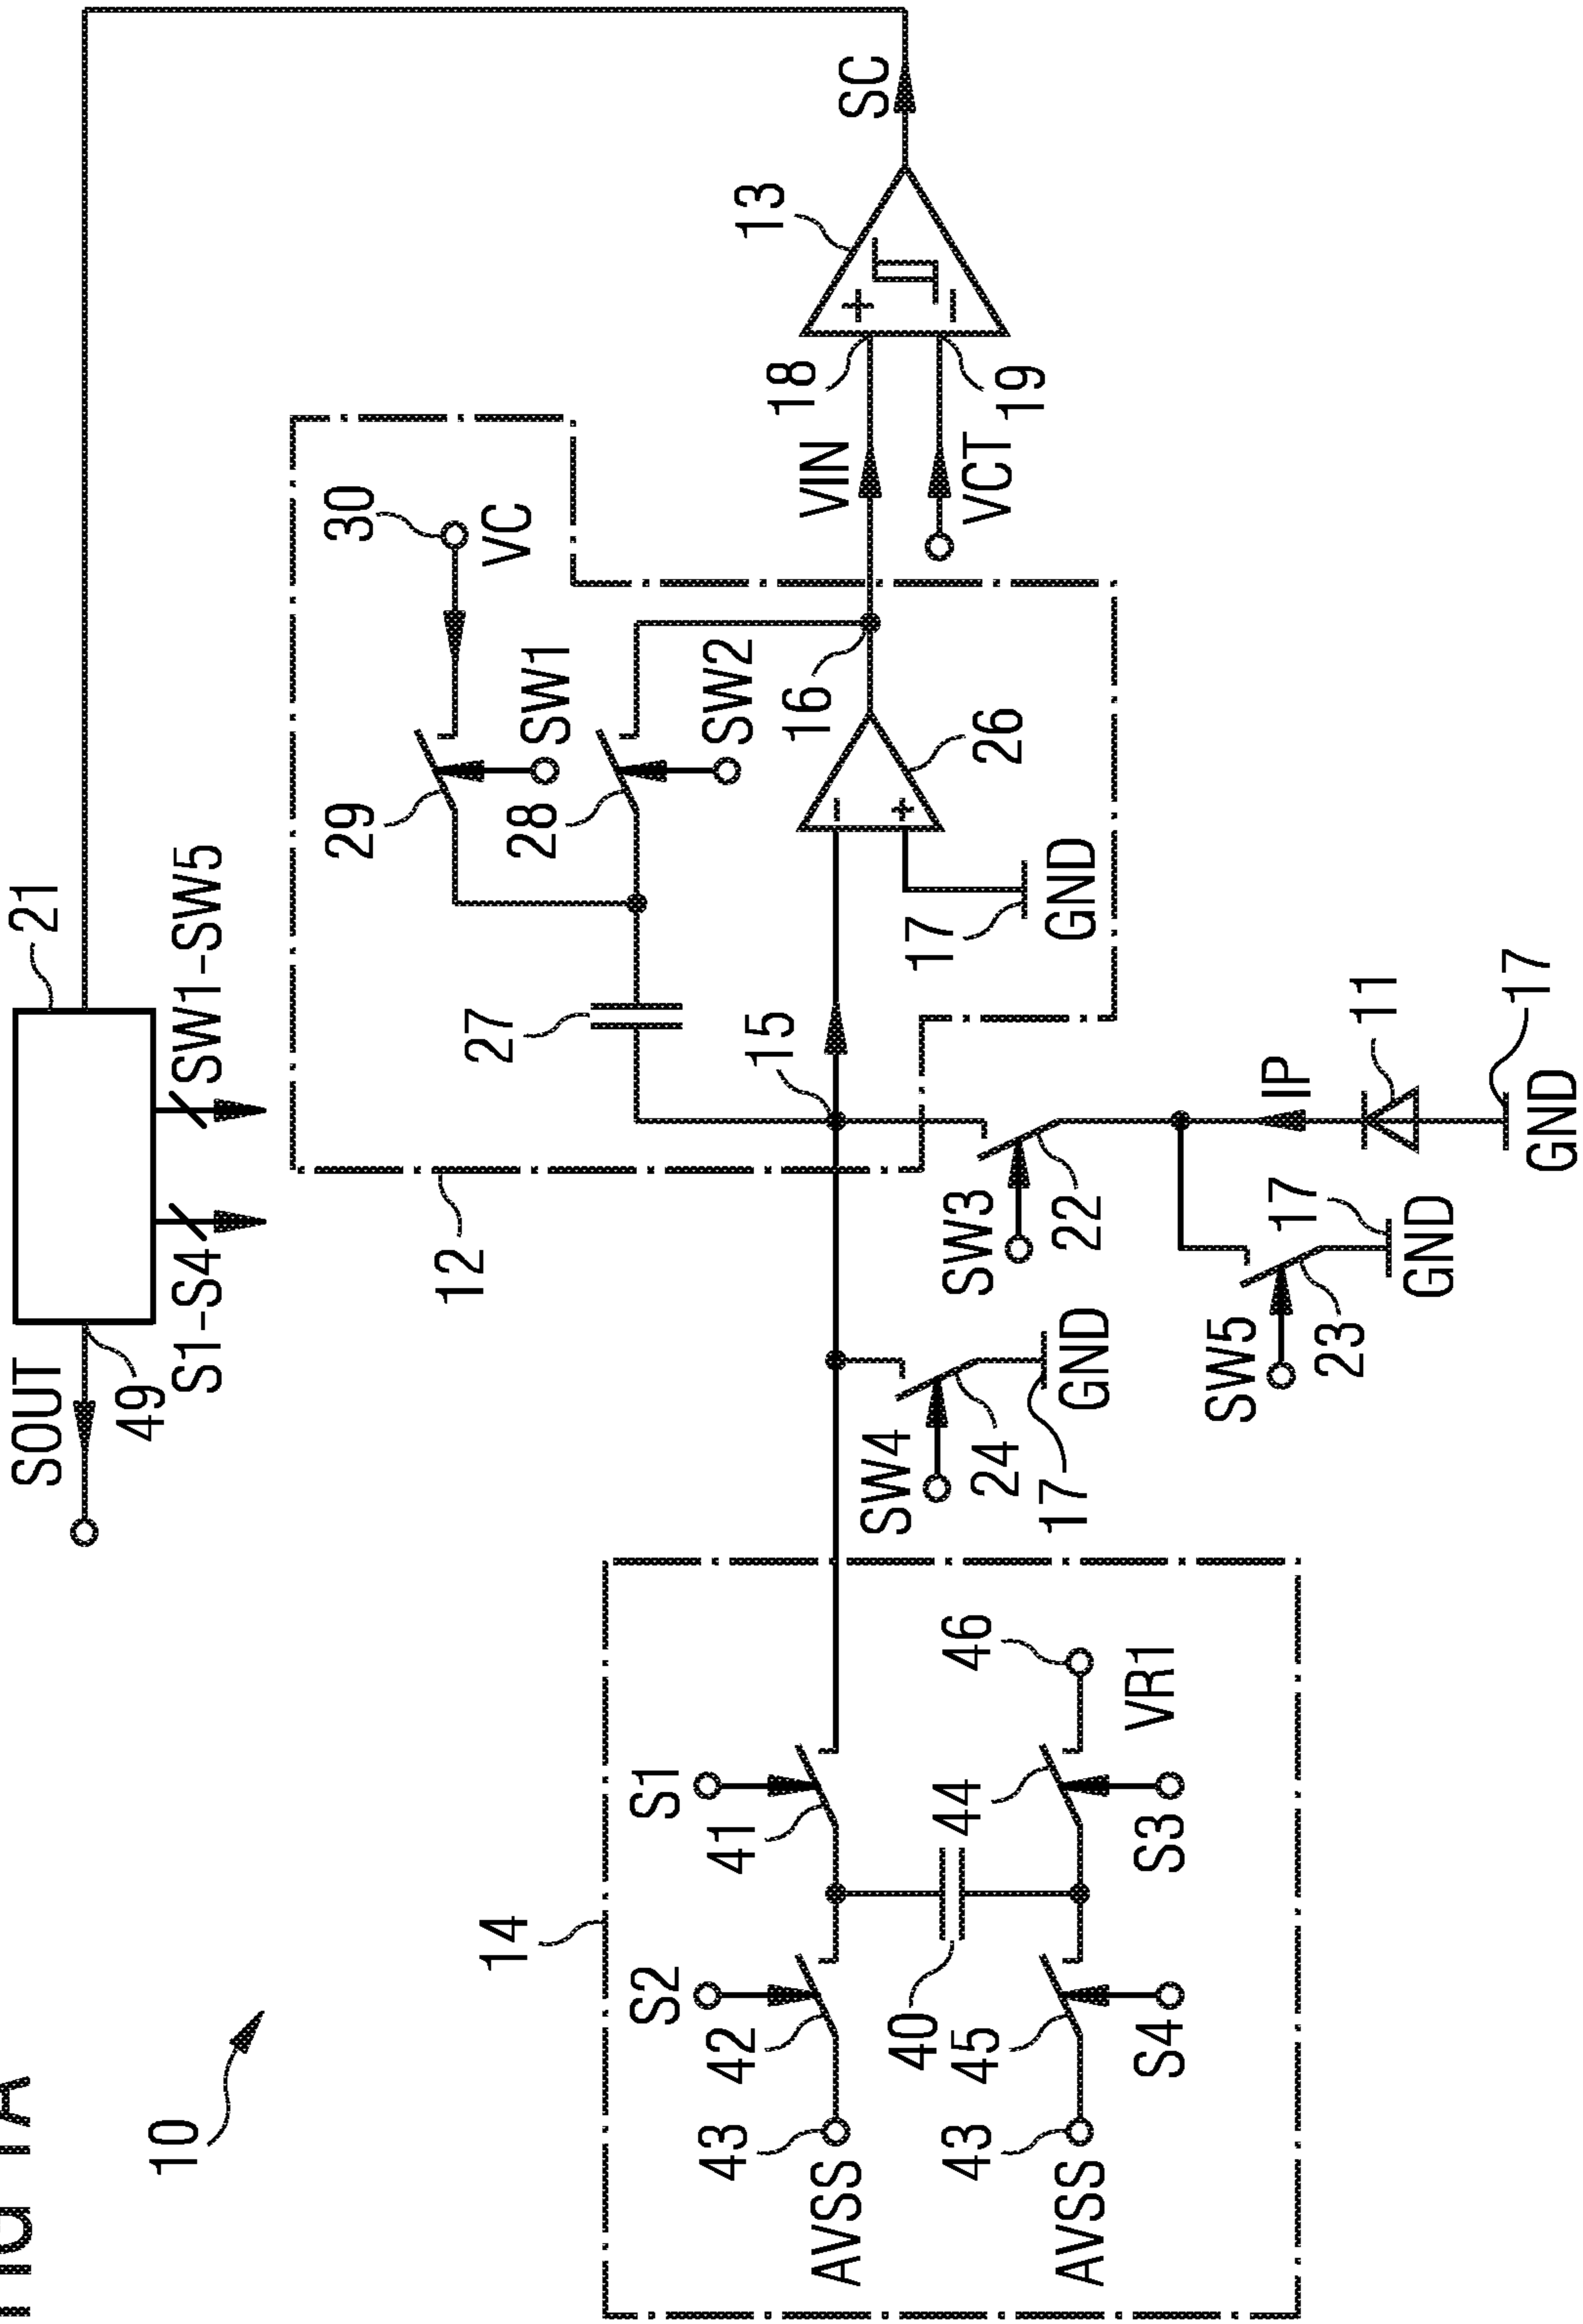 FIG 1A
10
SOUT
49
21
S1-S4
SW1-SW5
12
27
29
SW1
30
VC
28
SW2
15
16
VIN
18
13
SC
26
17
GND
VCT
19
14
S2
42
S1
41
43
AVSS
40
44
46
VR1
43
AVSS
45
S4
S3
SW4
24
17
GND
SW3
22
SW5
23
17
GND
IP
11
17
GND
+
−
−
+